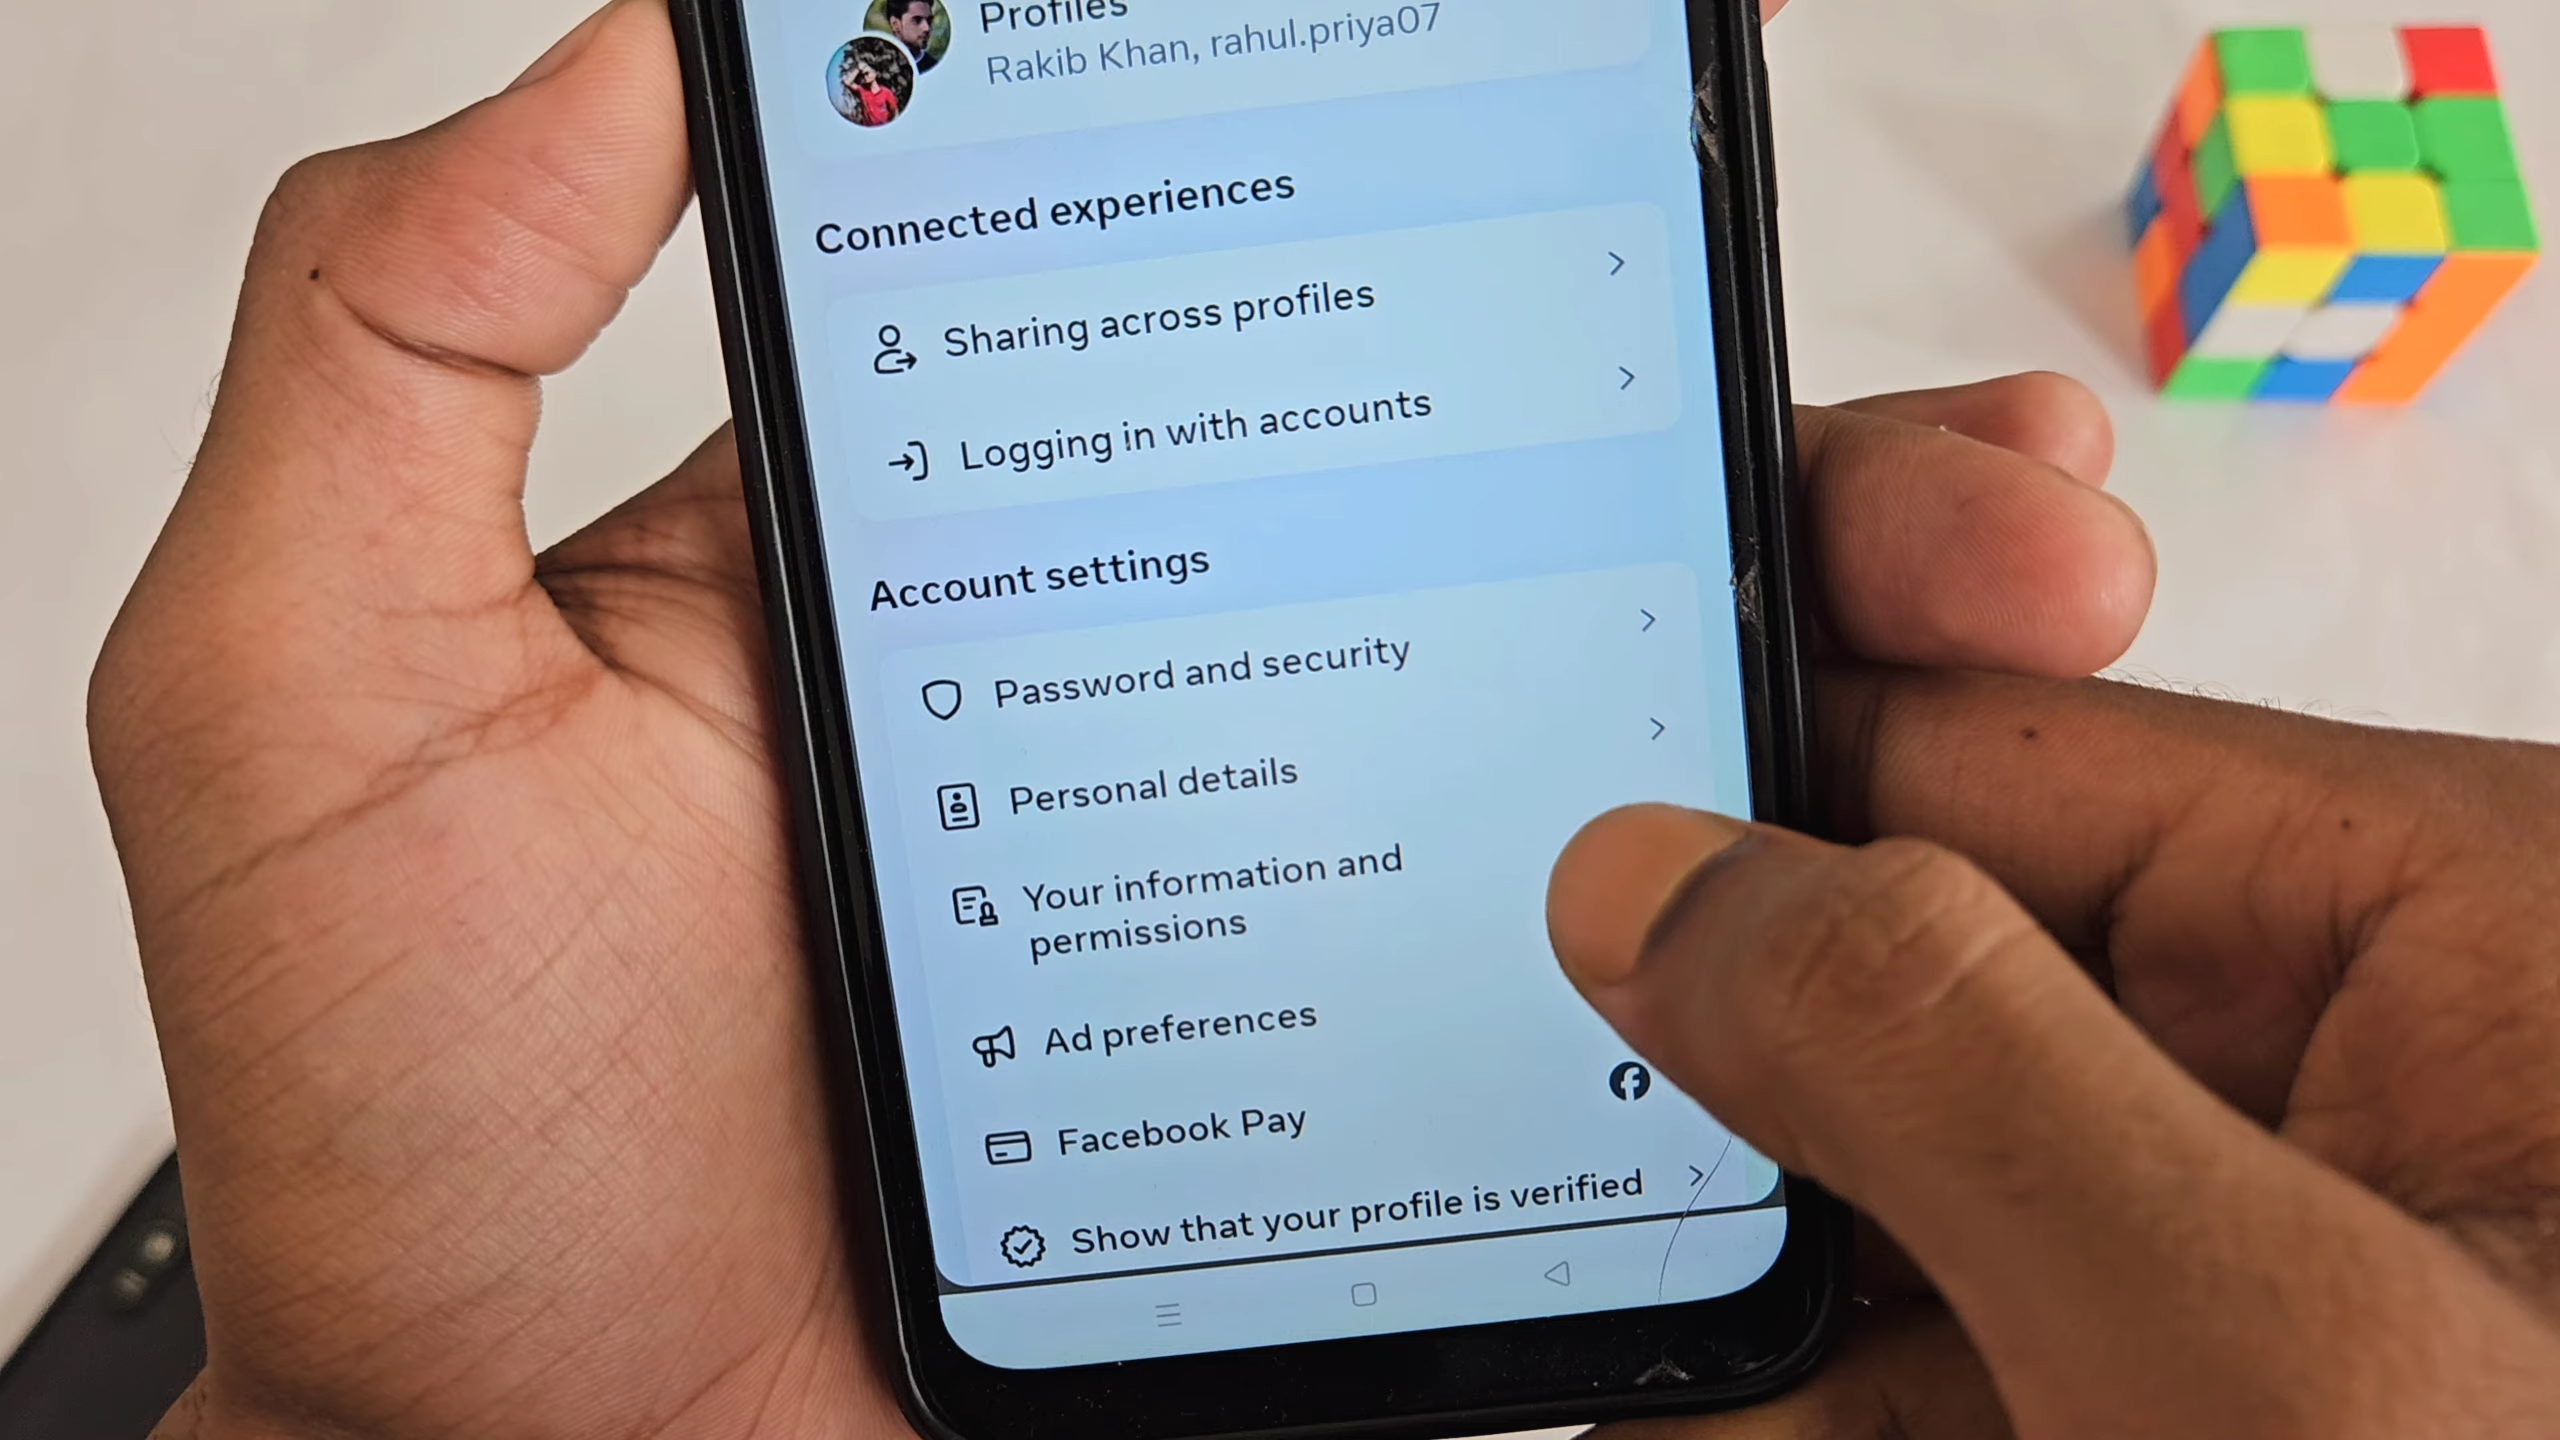 Profiles
Rakib Khan, rahul.priya07
Connected experiences
Sharing across profiles
Logging in with accounts
Account settings
Password and security
Personal details
Your information and
permissions
Ad preferences
Facebook Pay
Show that your profile is verified